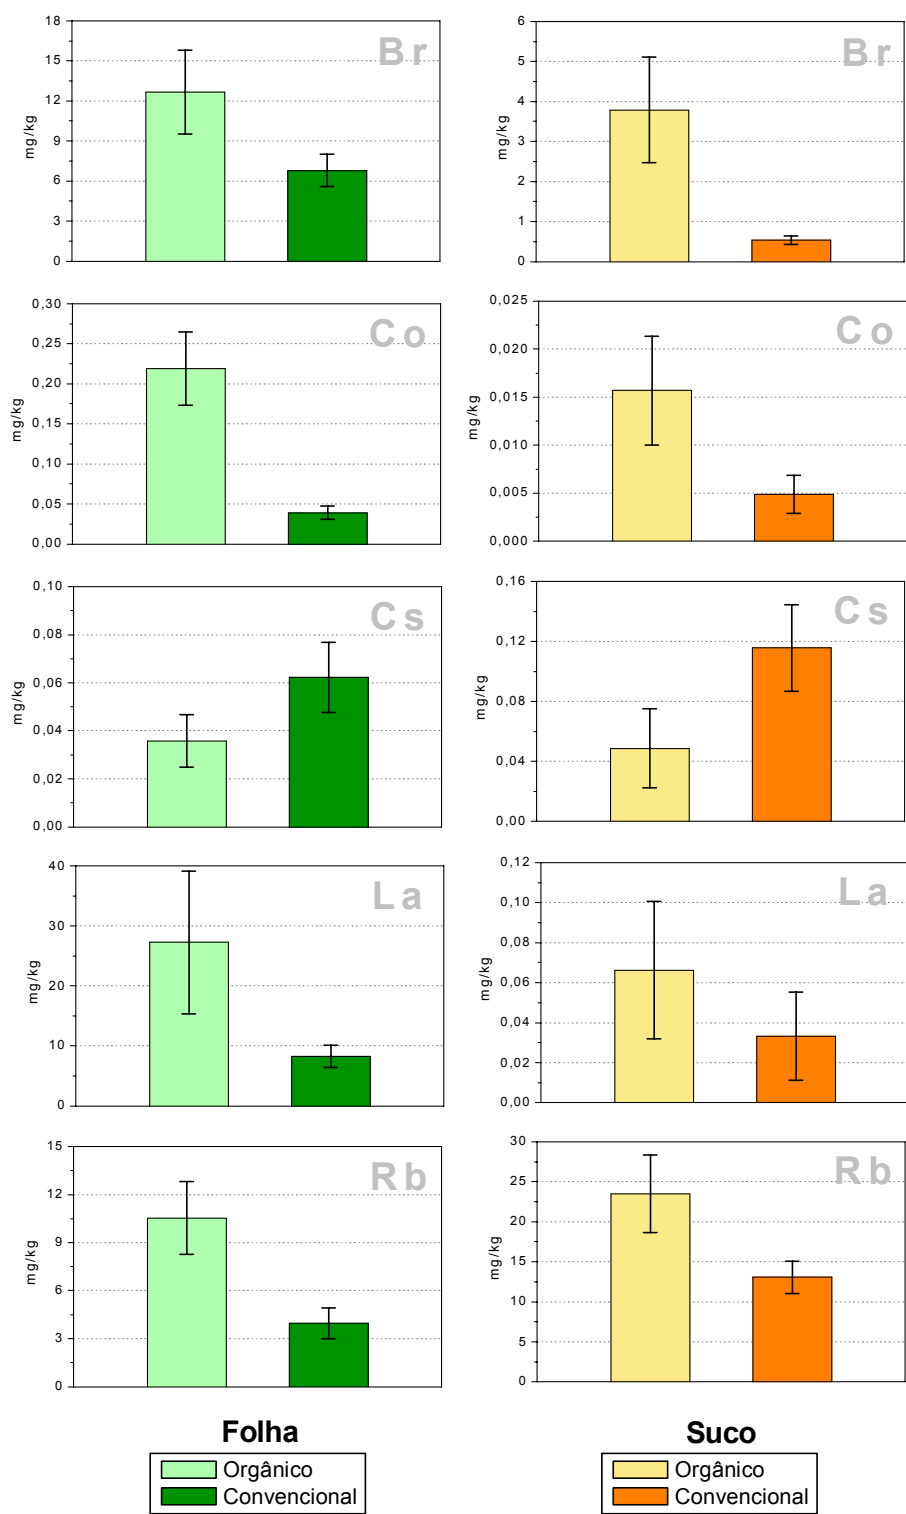 Br
18
15
12
9
6
3
0
mg/kg
Br
6
5
4
3
2
1
0
mg/kg
Co
0,30
0,25
0,20
0,15
0,10
0,05
0,00
mg/kg
Co
0,025
0,020
0,015
0,010
0,005
0,000
mg/kg
Cs
0,10
0,08
0,06
0,04
0,02
0,00
mg/kg
Cs
0,16
0,12
0,08
0,04
0,00
mg/kg
La
40
30
20
10
0
mg/kg
La
0,12
0,10
0,08
0,06
0,04
0,02
0,00
mg/kg
Rb
15
12
9
6
3
0
mg/kg
Rb
30
25
20
15
10
5
0
mg/kg
Folha
Orgânico
Convencional
Suco
Orgânico
Convencional